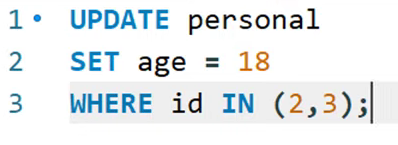 1 UPDATE personal
2 SET age = 18
3 WHERE id IN (2,3);